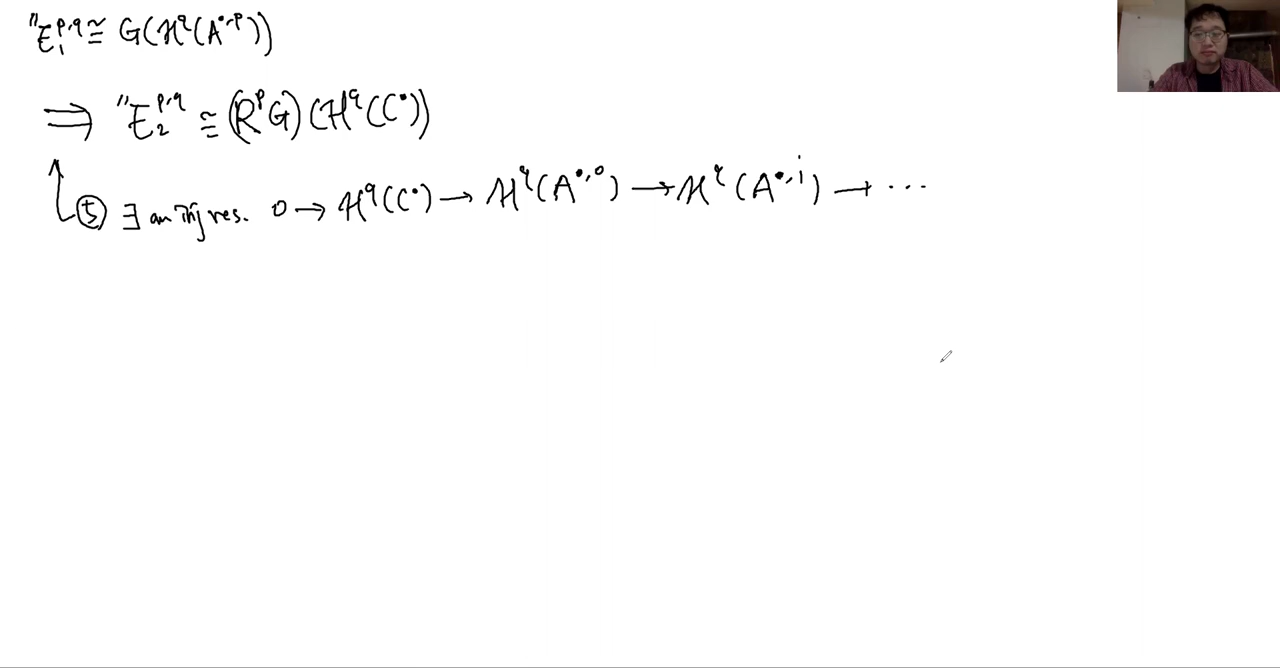 ''E₁^{p,q} ≅ G(H^q(A^{•,p}))
⟹ ''E₂^{p,q} ≅ (R^pG)(H^q(C^•))
⑤ ∃ an inj res. 0 → H^q(C^•) → H^q(A^{•,0}) → H^q(A^{•,1}) → ⋯